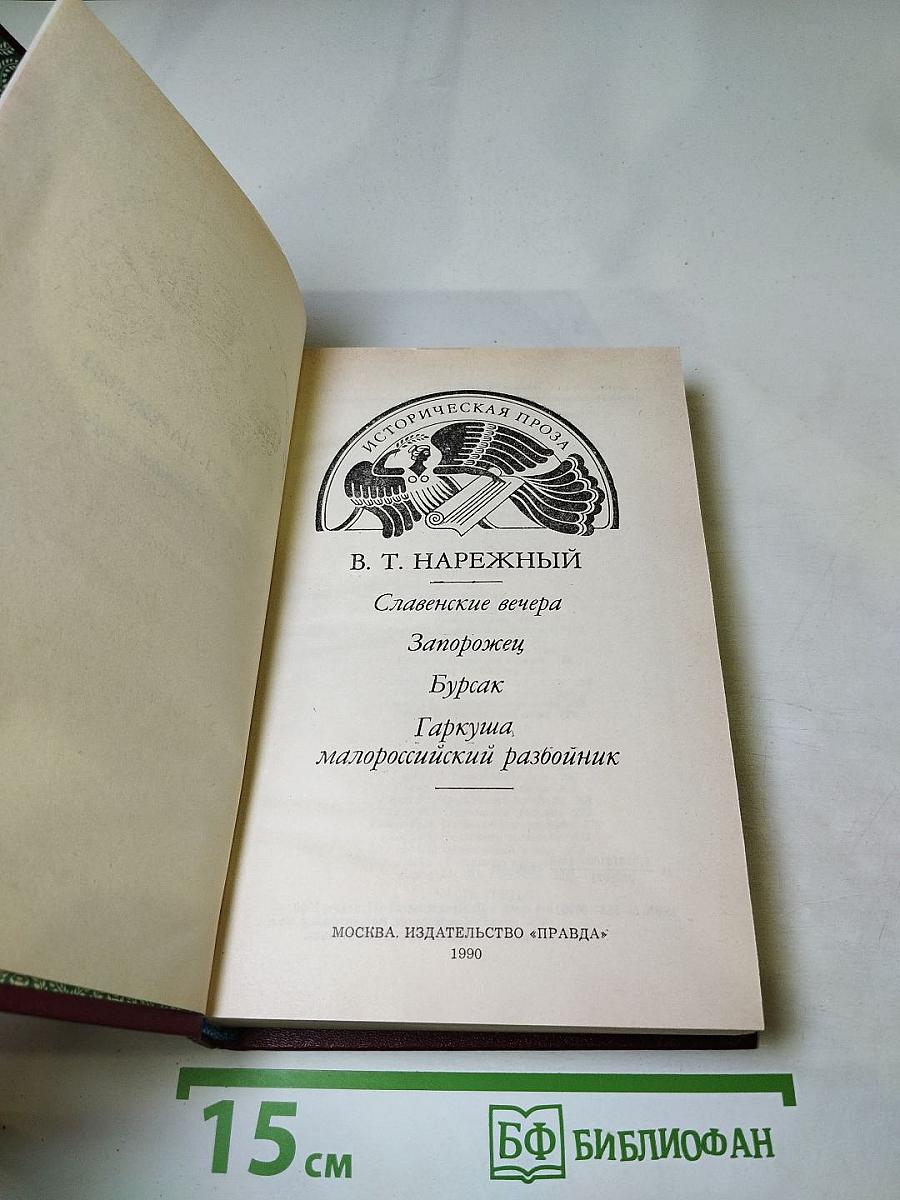 ИСТОРИЧЕСКАЯ ПРОЗА
В. Т. НАРЕЖНЫЙ
Славенские вечера
Запорожец
Бурсак
Гаркуша,
малороссийский разбойник
МОСКВА. ИЗДАТЕЛЬСТВО «ПРАВДА»
1990
15 см
БФ БИБЛИОФАН